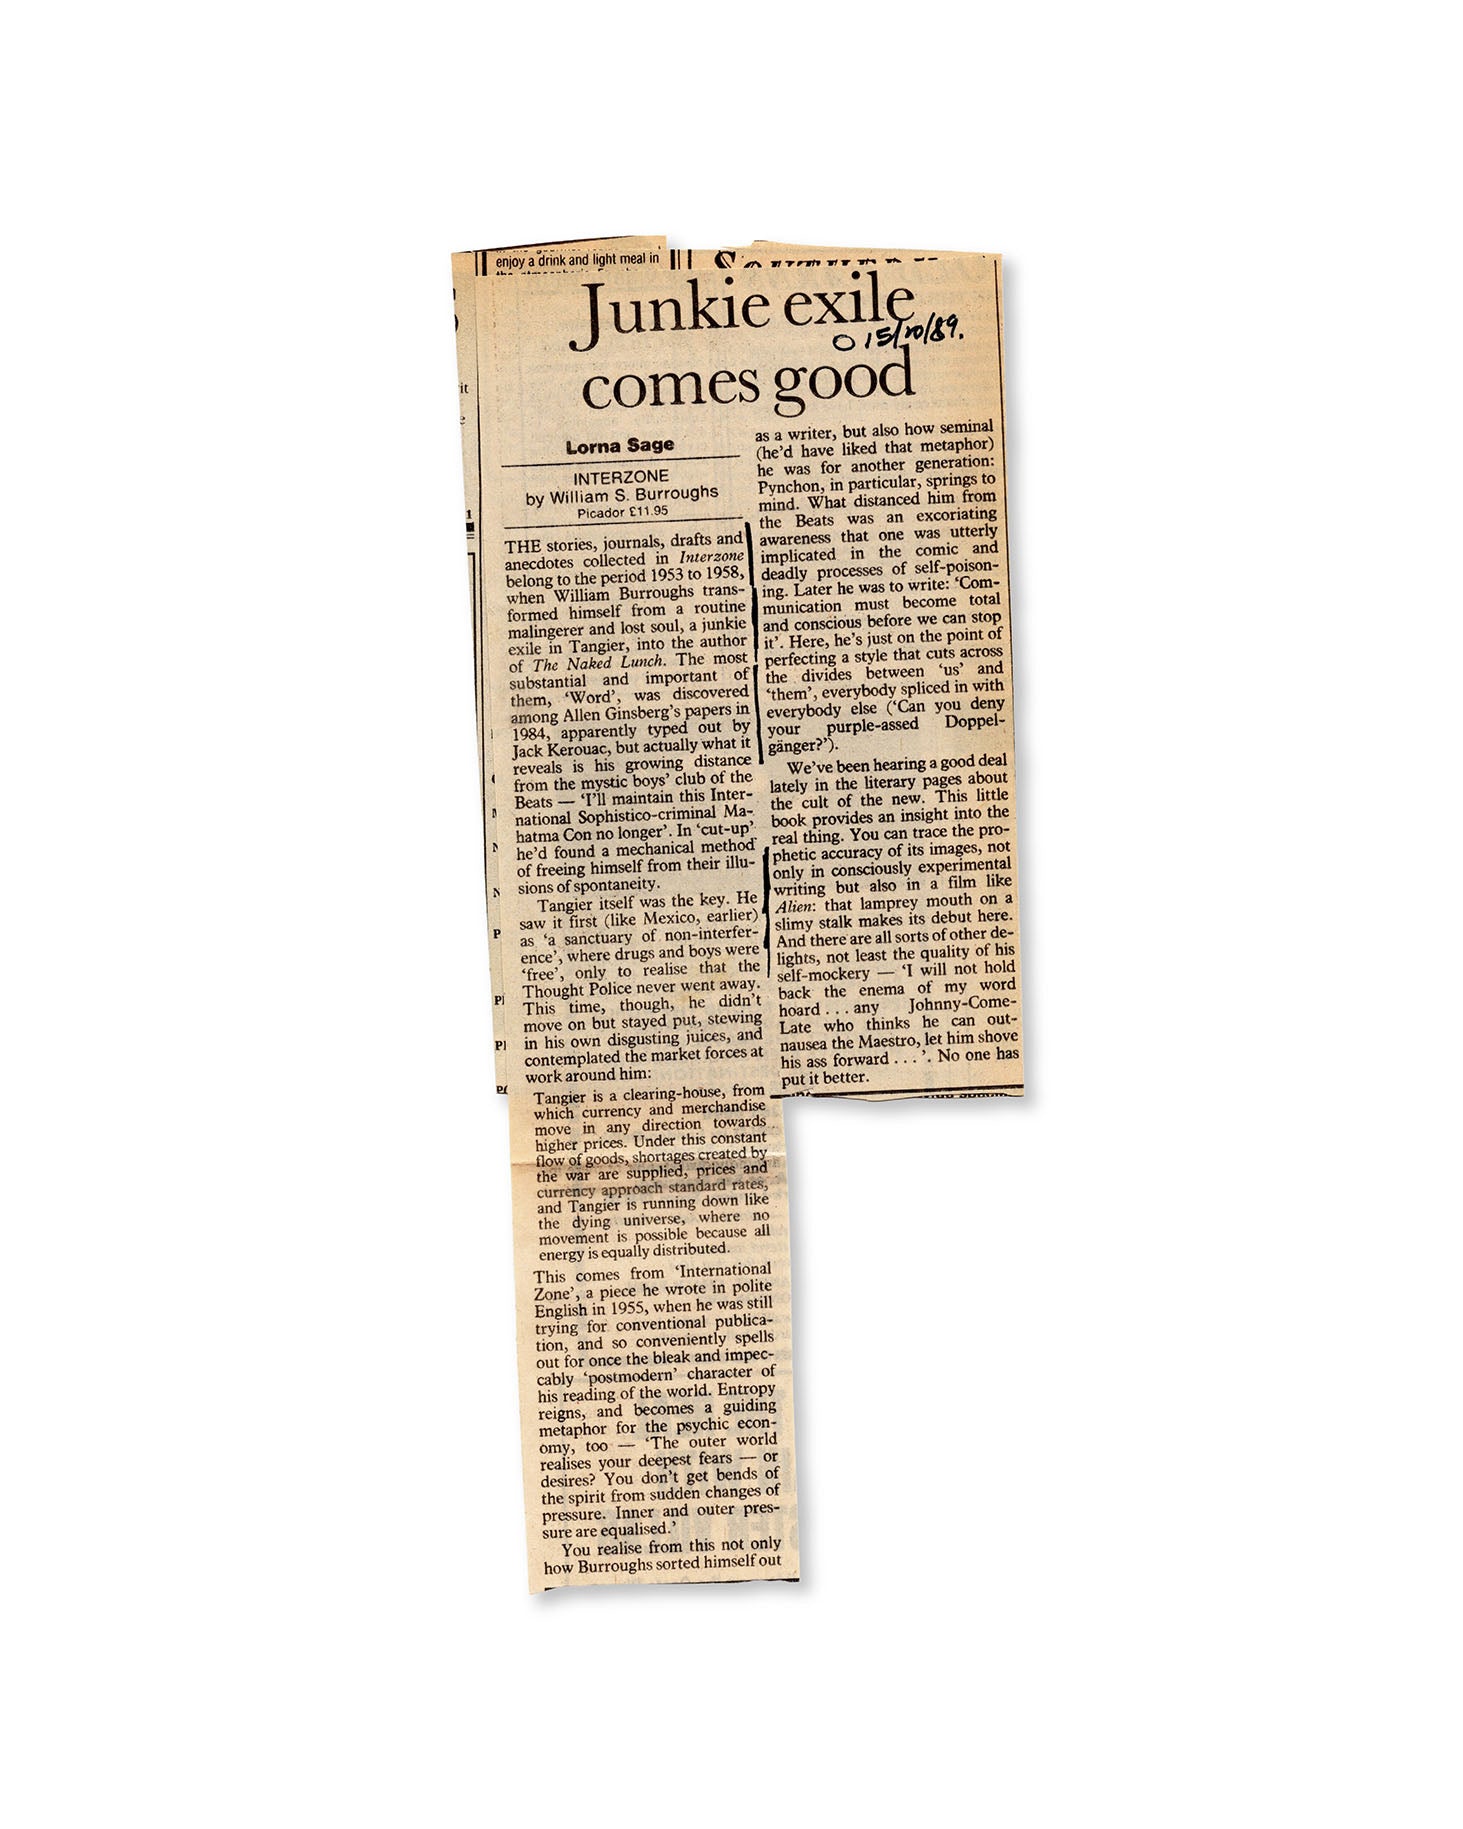 enjoy a drink and light meal in
Junkie exile
O 15/10/89.
comes good
Lorna Sage
INTERZONE
by William S. Burroughs
Picador £11.95
THE stories, journals, drafts and
anecdotes collected in Interzone
belong to the period 1953 to 1958,
when William Burroughs trans-
formed himself from a routine
malingerer and lost soul, a junkie
exile in Tangier, into the author
of The Naked Lunch. The most
substantial and important of
them, ‘Word’, was discovered
among Allen Ginsberg's papers in
1984, apparently typed out by
Jack Kerouac, but actually what it
reveals is his growing distance
from the mystic boys' club of the
Beats — ‘I'll maintain this Inter-
national Sophistico-criminal Ma-
hatma Con no longer’. In ‘cut-up’
he'd found a mechanical method
of freeing himself from their illu-
sions of spontaneity.
Tangier itself was the key. He
saw it first (like Mexico, earlier)
as ‘a sanctuary of non-interfer-
ence’, where drugs and boys were
‘free’, only to realise that the
Thought Police never went away.
This time, though, he didn't
move on but stayed put, stewing
in his own disgusting juices, and
contemplated the market forces at
work around him:
Tangier is a clearing-house, from
which currency and merchandise
move in any direction towards
higher prices. Under this constant
flow of goods, shortages created by
the war are supplied, prices and
currency approach standard rates,
and Tangier is running down like
the dying universe, where no
movement is possible because all
energy is equally distributed.
This comes from ‘International
Zone’, a piece he wrote in polite
English in 1955, when he was still
trying for conventional publica-
tion, and so conveniently spells
out for once the bleak and impec-
cably ‘postmodern’ character of
his reading of the world. Entropy
reigns, and becomes a guiding
metaphor for the psychic econ-
omy, too — ‘The outer world
realises your deepest fears — or
desires? You don't get bends of
the spirit from sudden changes of
pressure. Inner and outer pres-
sure are equalised.’
You realise from this not only
how Burroughs sorted himself out
as a writer, but also how seminal
(he'd have liked that metaphor)
he was for another generation:
Pynchon, in particular, springs to
mind. What distanced him from
the Beats was an excoriating
awareness that one was utterly
implicated in the comic and
deadly processes of self-poison-
ing. Later he was to write: ‘Com-
munication must become total
and conscious before we can stop
it’. Here, he's just on the point of
perfecting a style that cuts across
the divides between ‘us’ and
‘them’, everybody spliced in with
everybody else (‘Can you deny
your purple-assed Doppel-
gänger?’).
We've been hearing a good deal
lately in the literary pages about
the cult of the new. This little
book provides an insight into the
real thing. You can trace the pro-
phetic accuracy of its images, not
only in consciously experimental
writing but also in a film like
Alien: that lamprey mouth on a
slimy stalk makes its debut here.
And there are all sorts of other de-
lights, not least the quality of his
self-mockery — ‘I will not hold
back the enema of my word
hoard . . . any Johnny-Come-
Late who thinks he can out-
nausea the Maestro, let him shove
his ass forward . . . ’. No one has
put it better.